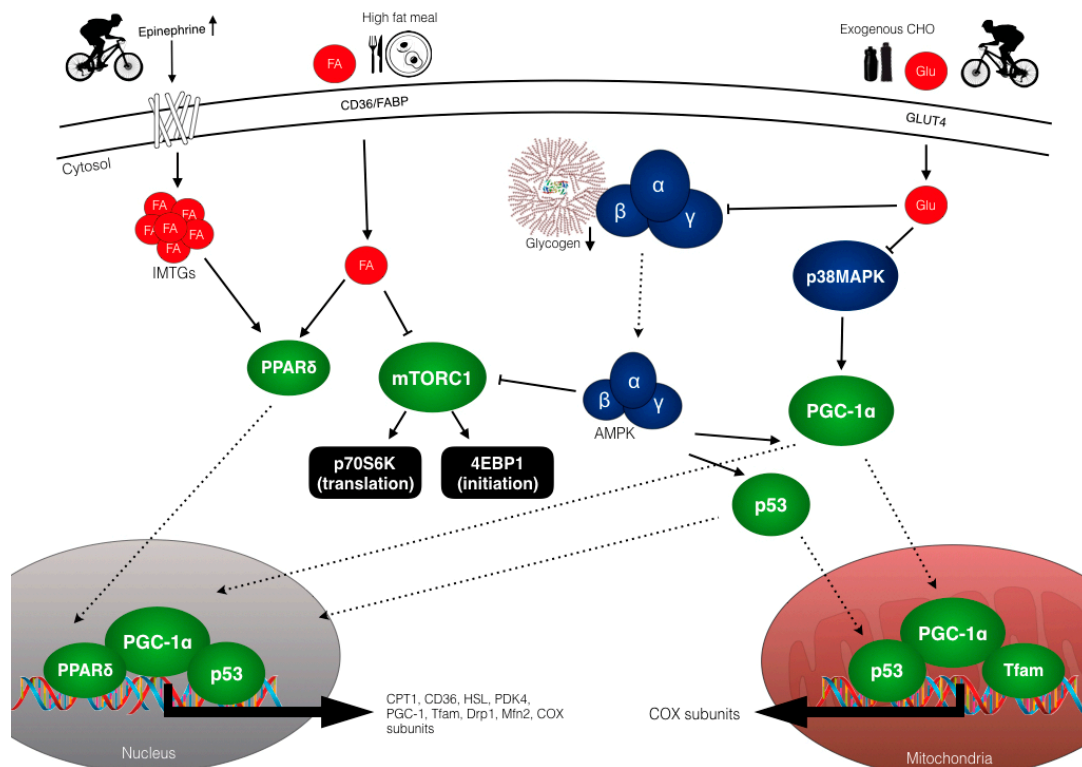 High fat meal
Epinephrine
Exogenous CHO
FA
Glu
CD36/FABP
GLUT4
Cytosol
α
β
γ
Glycogen
Glu
FA
FA
FA
FA
FA
FA
FA
IMTGs
FA
p38MAPK
PPARδ
mTORC1
α
β
γ
AMPK
PGC-1α
p70S6K
(translation)
4EBP1
(initiation)
p53
PGC-1α
PPARδ
p53
PGC-1α
p53
Tfam
CPT1, CD36, HSL, PDK4,
PGC-1, Tfam, Drp1, Mfn2, COX
subunits
COX subunits
Nucleus
Mitochondria